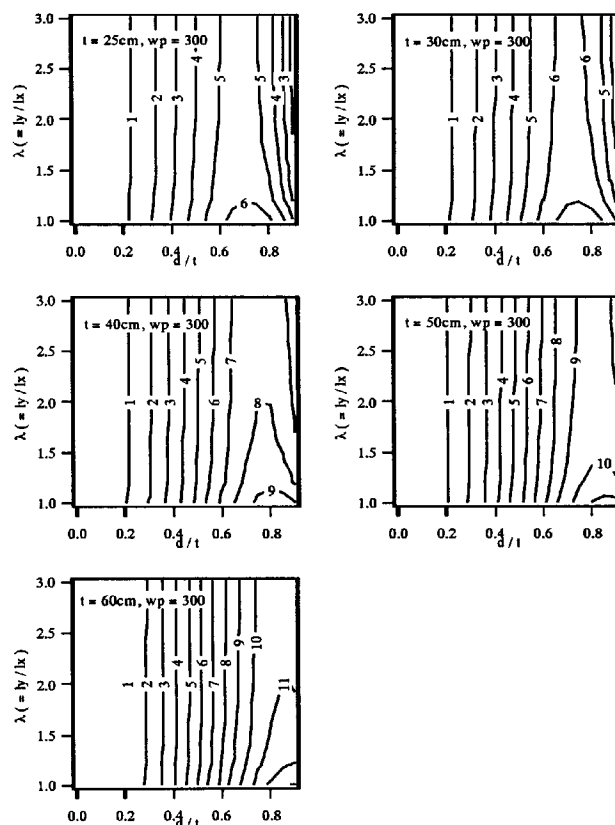 t = 25cm, wp = 300
t = 30cm, wp = 300
3.0
2.5
2.0
1.5
1.0
λ ( = ly / lx )
1 2 3 4 5 5 4 3 6
0.0 0.2 0.4 0.6 0.8
d / t
3.0
2.5
2.0
1.5
1.0
λ ( = ly / lx )
1 2 3 4 5 6 6 5
0.0 0.2 0.4 0.6 0.8
d / t
t = 40cm, wp = 300
3.0
2.5
2.0
1.5
1.0
λ ( = ly / lx )
1 2 3 4 5 6 7 8 9
0.0 0.2 0.4 0.6 0.8
d / t
t = 50cm, wp = 300
3.0
2.5
2.0
1.5
1.0
λ ( = ly / lx )
1 2 3 4 5 6 7 8 9 10
0.0 0.2 0.4 0.6 0.8
d / t
t = 60cm, wp = 300
3.0
2.5
2.0
1.5
1.0
λ ( = ly / lx )
1 2 3 4 5 6 7 8 9 10 11
0.0 0.2 0.4 0.6 0.8
d / t